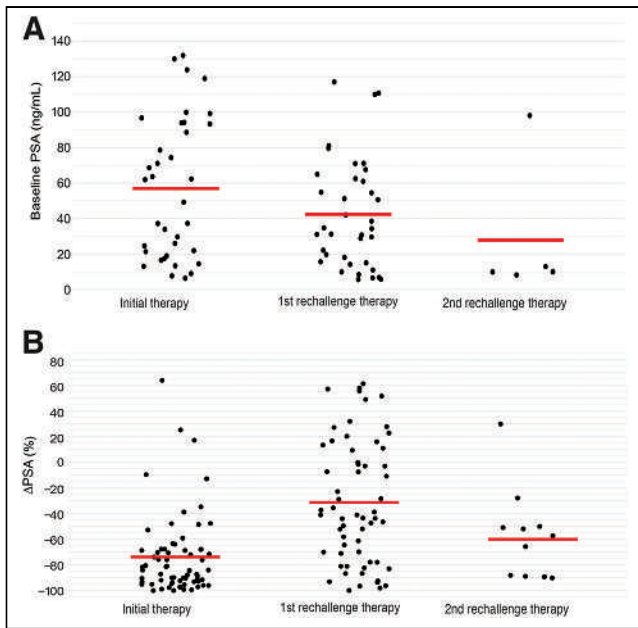 A
Baseline PSA (ng/mL)
140
120
100
80
60
40
20
0
Initial therapy
1st rechallenge therapy
2nd rechallenge therapy
B
ΔPSA (%)
80
60
40
20
0
−20
−40
−60
−80
−100
Initial therapy
1st rechallenge therapy
2nd rechallenge therapy